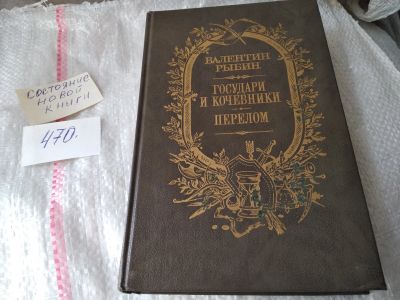 СОСТОЯНИЕ
НОВОЙ
КНИГИ
470.
ВАЛЕНТИН
РЫБИН
ГОСУДАРИ
И КОЧЕВНИКИ
ПЕРЕЛОМ